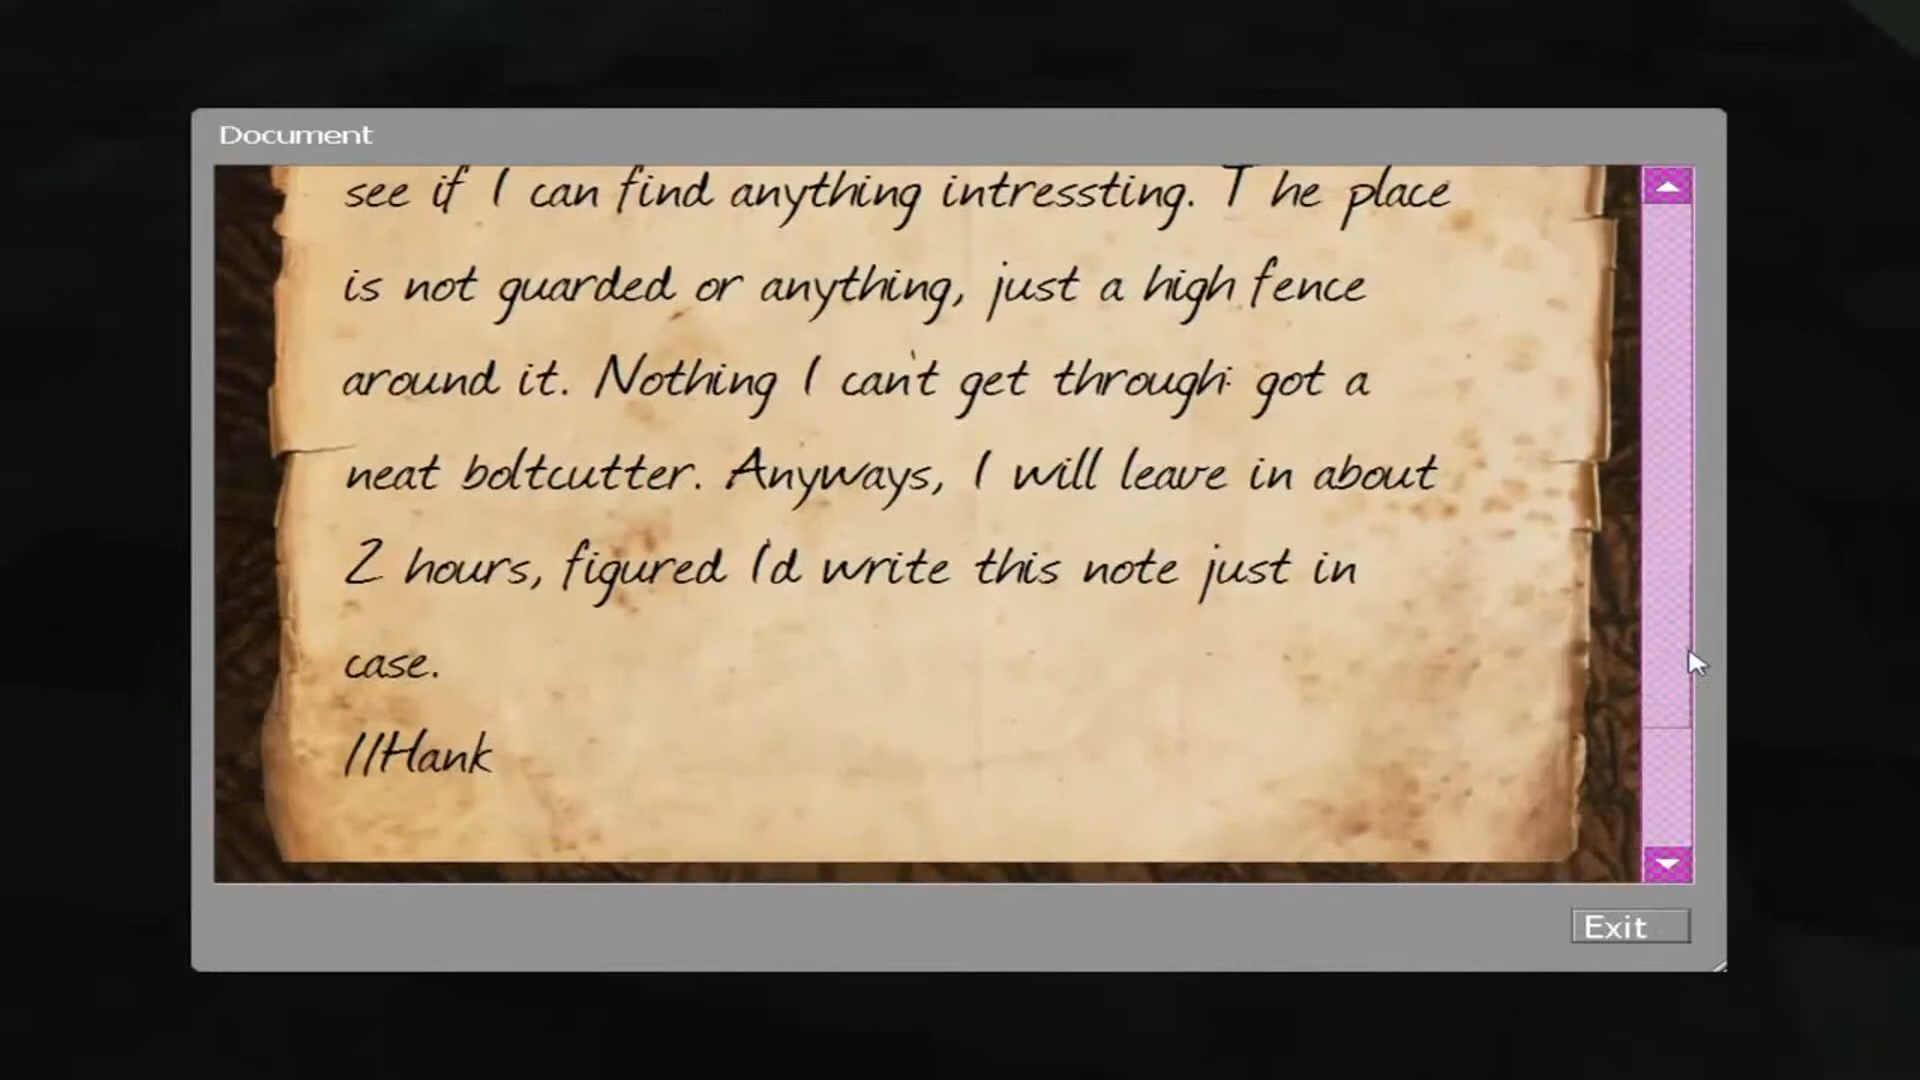 Document
see if I can find anything intressting. T he place
is not guarded or anything, just a high fence
around it. Nothing I can't get through: got a
neat boltcutter. Anyways, I will leave in about
2 hours, figured I'd write this note just in
case.
//Hank
Exit